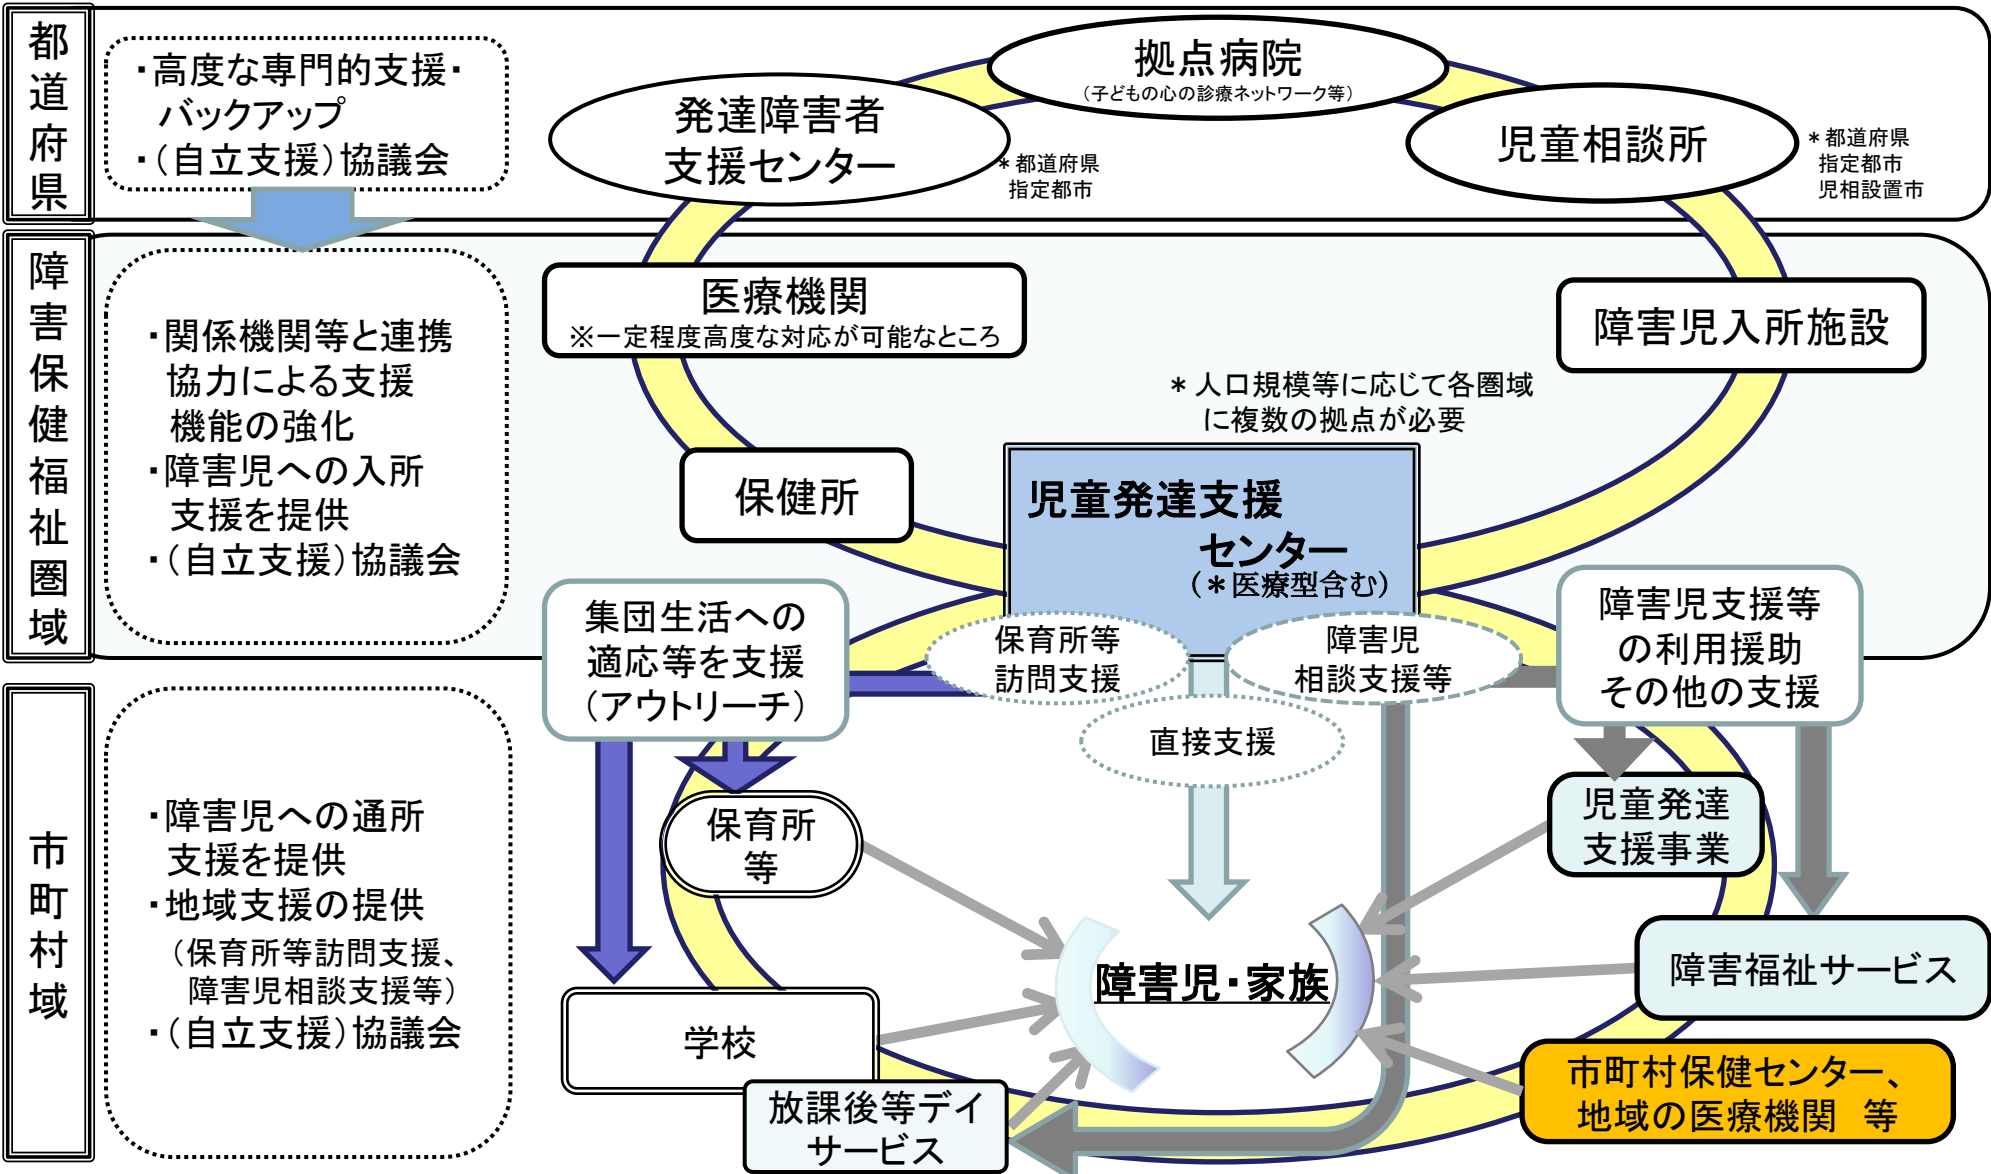 都道府県
・高度な専門的支援・
バックアップ
・（自立支援）協議会
発達障害者
支援センター
＊都道府県
指定都市
拠点病院
（子どもの心の診療ネットワーク等）
児童相談所
＊都道府県
指定都市
児相設置市
障害保健福祉圏域
・関係機関等と連携
協力による支援
機能の強化
・障害児への入所
支援を提供
・（自立支援）協議会
医療機関
※一定程度高度な対応が可能なところ
障害児入所施設
＊人口規模等に応じて各圏域
に複数の拠点が必要
保健所
児童発達支援
センター
（＊医療型含む）
集団生活への
適応等を支援
（アウトリーチ）
保育所等
訪問支援
障害児
相談支援等
障害児支援等
の利用援助
その他の支援
直接支援
市町村域
・障害児への通所
支援を提供
・地域支援の提供
（保育所等訪問支援、
障害児相談支援等）
・（自立支援）協議会
保育所
等
児童発達
支援事業
障害児・家族
障害福祉サービス
学校
放課後等デイ
サービス
市町村保健センター、
地域の医療機関　等